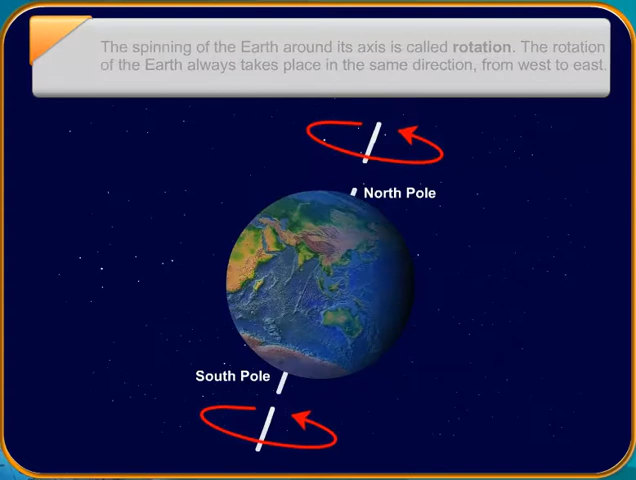 The spinning of the Earth around its axis is called rotation. The rotation
of the Earth always takes place in the same direction, from west to east.
North Pole
South Pole